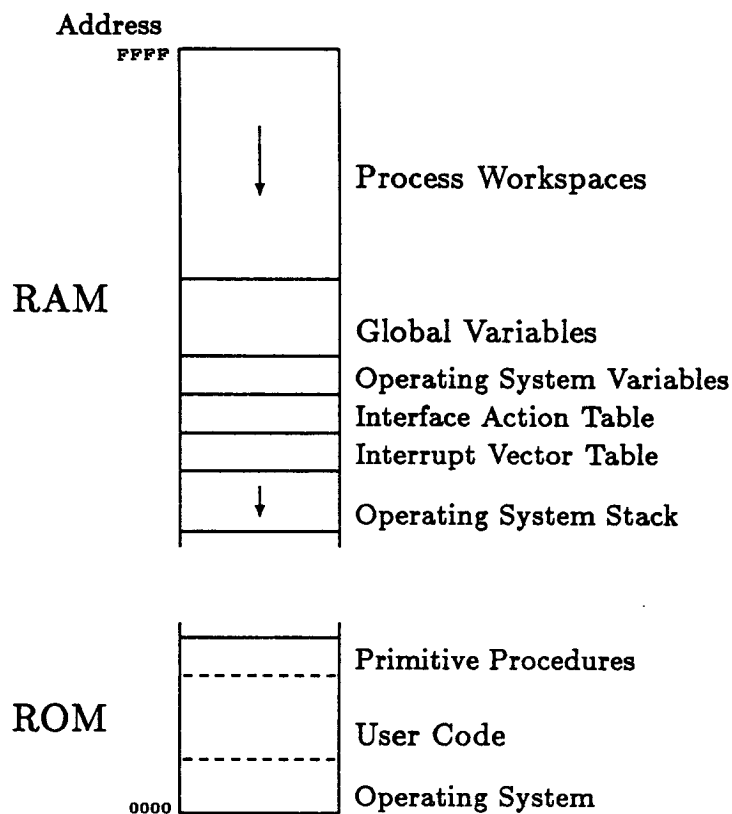 Address
FFFF
Process Workspaces
RAM
Global Variables
Operating System Variables
Interface Action Table
Interrupt Vector Table
Operating System Stack
Primitive Procedures
ROM
User Code
Operating System
0000